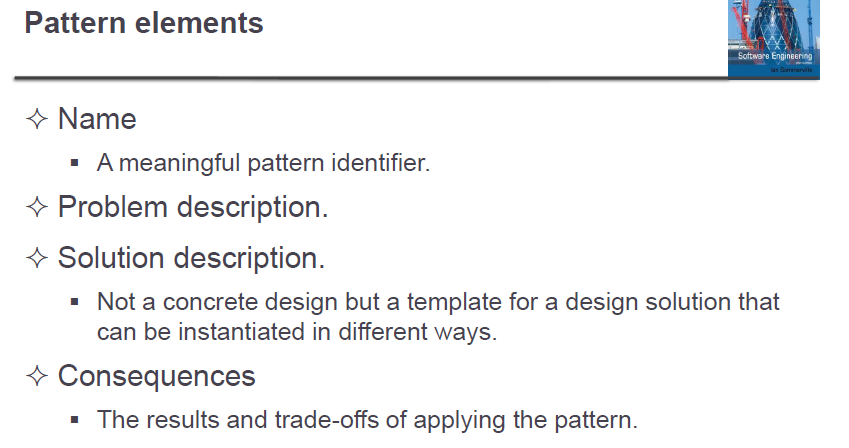 Pattern elements
Software Engineering
Ian Sommerville
✧ Name
▪ A meaningful pattern identifier.
✧ Problem description.
✧ Solution description.
▪ Not a concrete design but a template for a design solution that
can be instantiated in different ways.
✧ Consequences
▪ The results and trade-offs of applying the pattern.